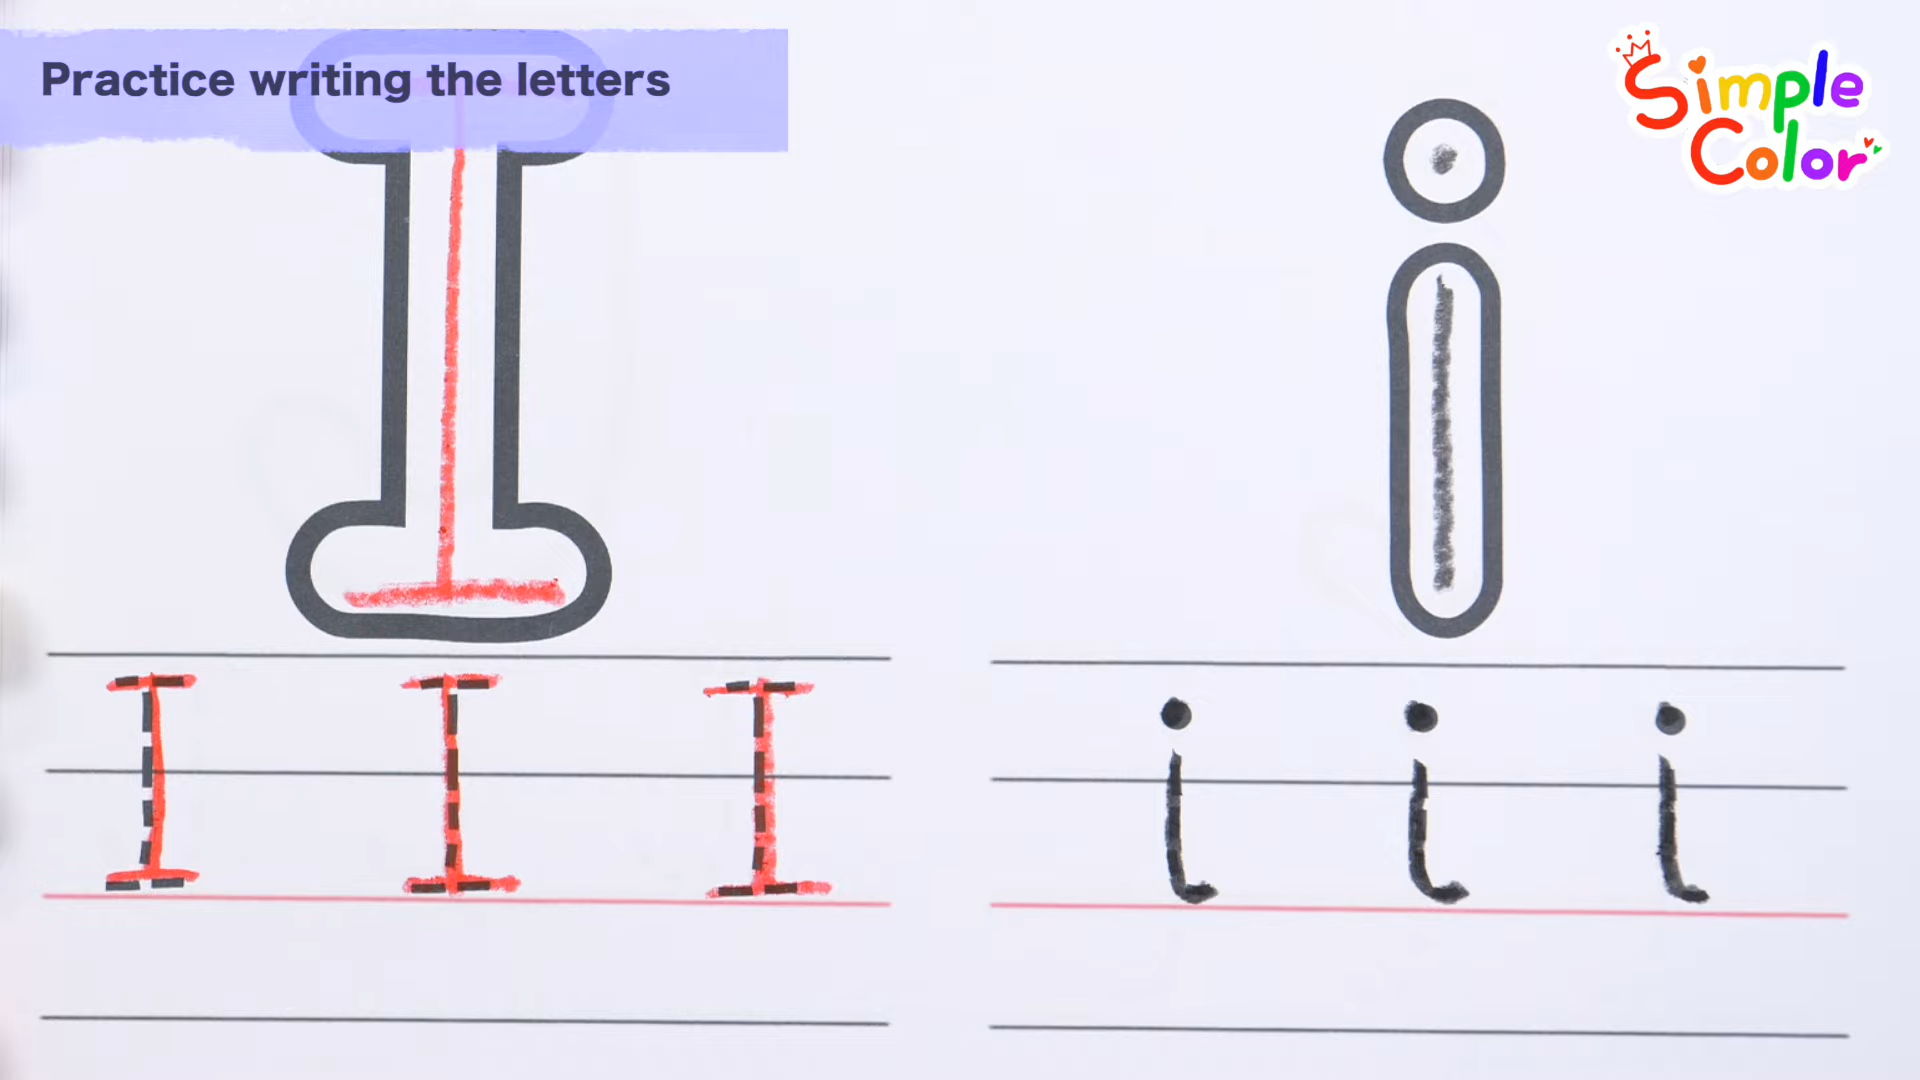 Practice writing the letters
Simple
Color
I i
I I I i i i